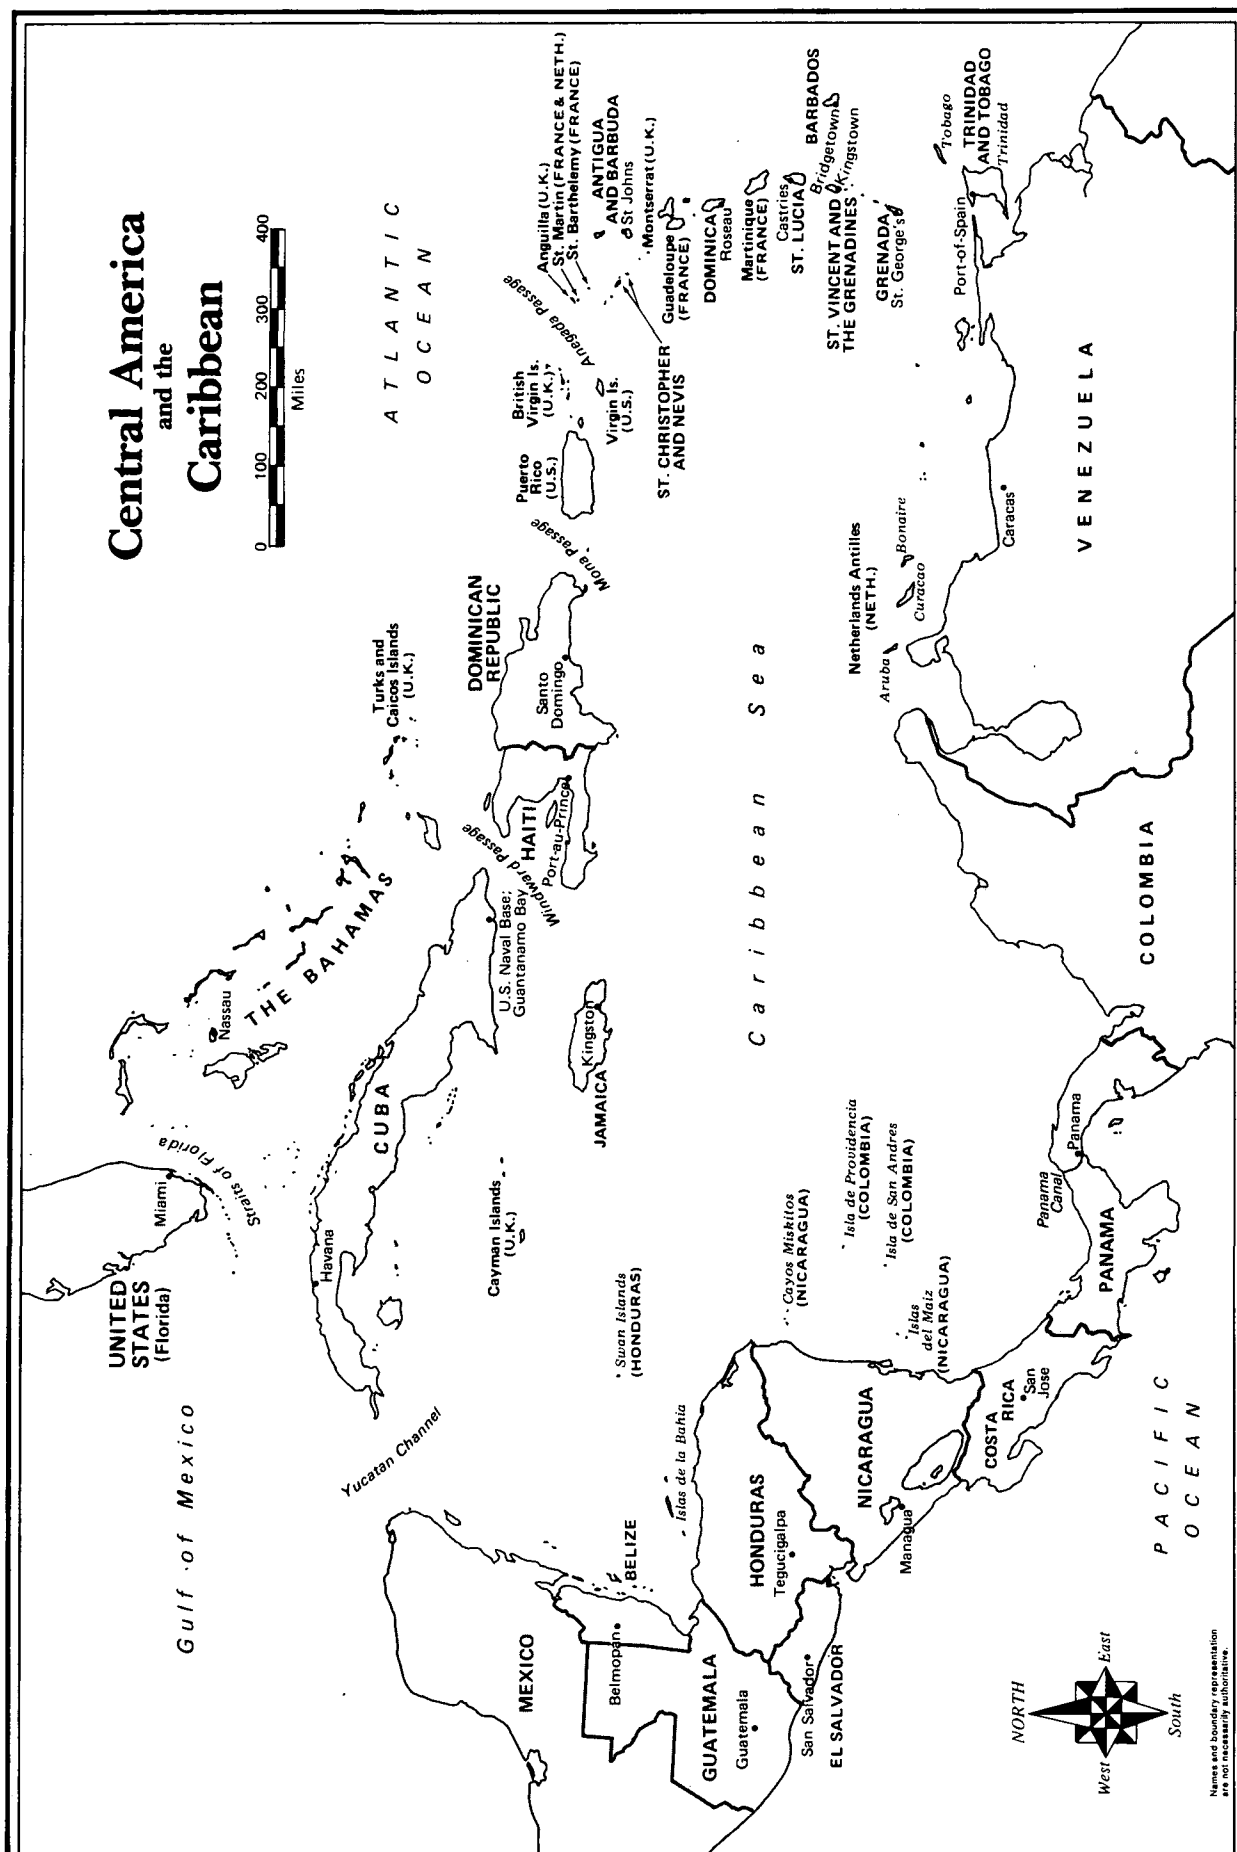 Central America
and the
Caribbean
0 100 200 300 400
Miles
ATLANTIC
OCEAN
Gulf of Mexico
UNITED
STATES
(Florida)
Miami
Straits of Florida
Nassau
THE BAHAMAS
Turks and
Caicos Islands
(U.K.)
Havana
CUBA
Yucatan Channel
U.S. Naval Base;
Guantanamo Bay
Windward Passage
HAITI
Port-au-Prince
DOMINICAN
REPUBLIC
Santo
Domingo
Mona Passage
Puerto
Rico
(U.S.)
British
Virgin Is.
(U.K.)
Virgin Is.
(U.S.)
Anegada Passage
Anguilla (U.K.)
St. Martin (FRANCE & NETH.)
St. Barthelemy (FRANCE)
ANTIGUA
AND BARBUDA
St Johns
Montserrat (U.K.)
ST. CHRISTOPHER
AND NEVIS
Guadeloupe
(FRANCE)
DOMINICA
Roseau
Martinique
(FRANCE)
Castries
ST. LUCIA
BARBADOS
Bridgetown
Kingstown
ST. VINCENT AND
THE GRENADINES
GRENADA
St. George's
Tobago
TRINIDAD
AND TOBAGO
Trinidad
Port-of-Spain
Cayman Islands
(U.K.)
JAMAICA
Kingston
Caribbean Sea
Swan Islands
(HONDURAS)
Cayos Miskitos
(NICARAGUA)
Isla de Providencia
(COLOMBIA)
Isla de San Andres
(COLOMBIA)
Islas
del Maiz
(NICARAGUA)
Islas de la Bahia
Netherlands Antilles
(NETH.)
Aruba
Curacao
Bonaire
Caracas
VENEZUELA
COLOMBIA
MEXICO
BELIZE
Belmopan
GUATEMALA
Guatemala
San Salvador
EL SALVADOR
HONDURAS
Tegucigalpa
NICARAGUA
Managua
COSTA
RICA
San
Jose
PANAMA
Panama
Canal
Panama
PACIFIC
OCEAN
NORTH
West
East
South
Names and boundary representation
are not necessarily authoritative.